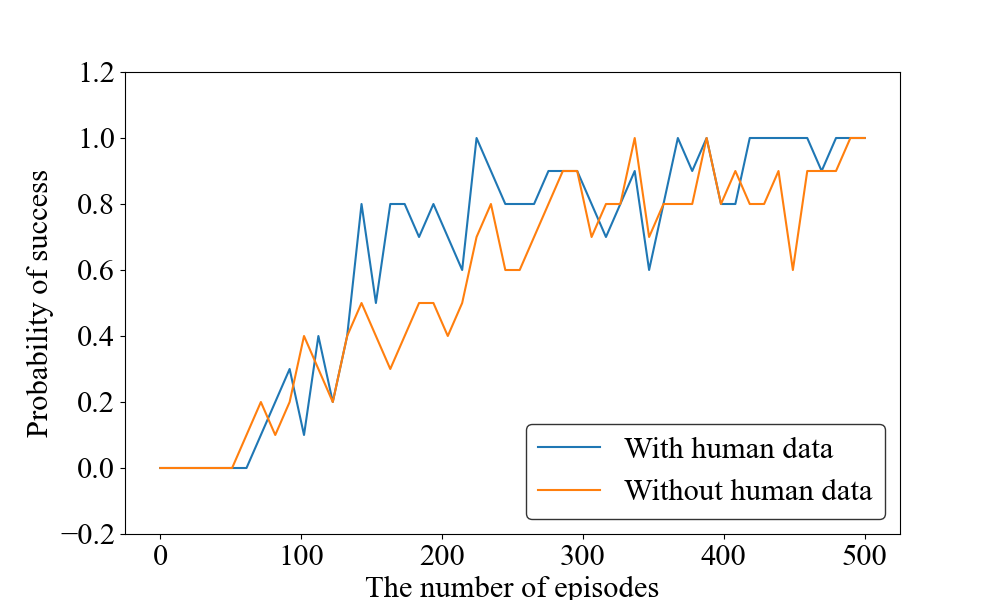 1.2
1.0
0.8
0.6
0.4
0.2
0.0
−0.2
Probability of success
With human data
Without human data
0 100 200 300 400 500
The number of episodes